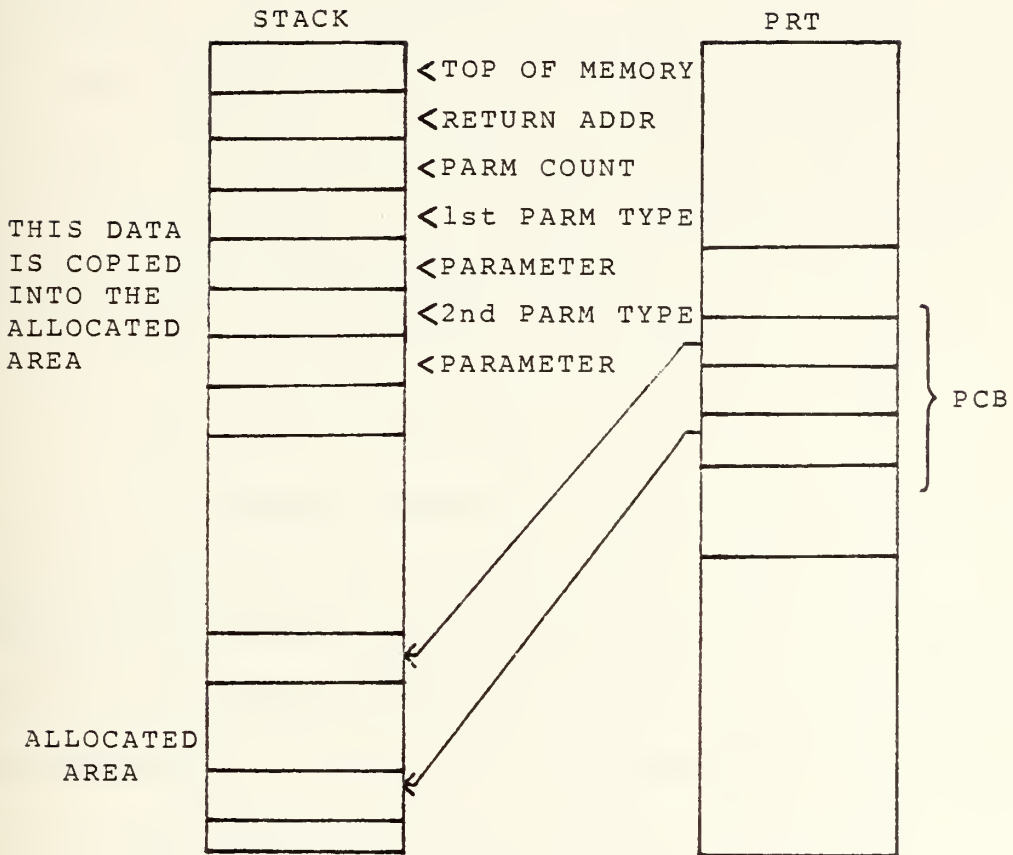 STACK
PRT
<TOP OF MEMORY
<RETURN ADDR
<PARM COUNT
<1st PARM TYPE
<PARAMETER
<2nd PARM TYPE
<PARAMETER
THIS DATA
IS COPIED
INTO THE
ALLOCATED
AREA
PCB
ALLOCATED
AREA